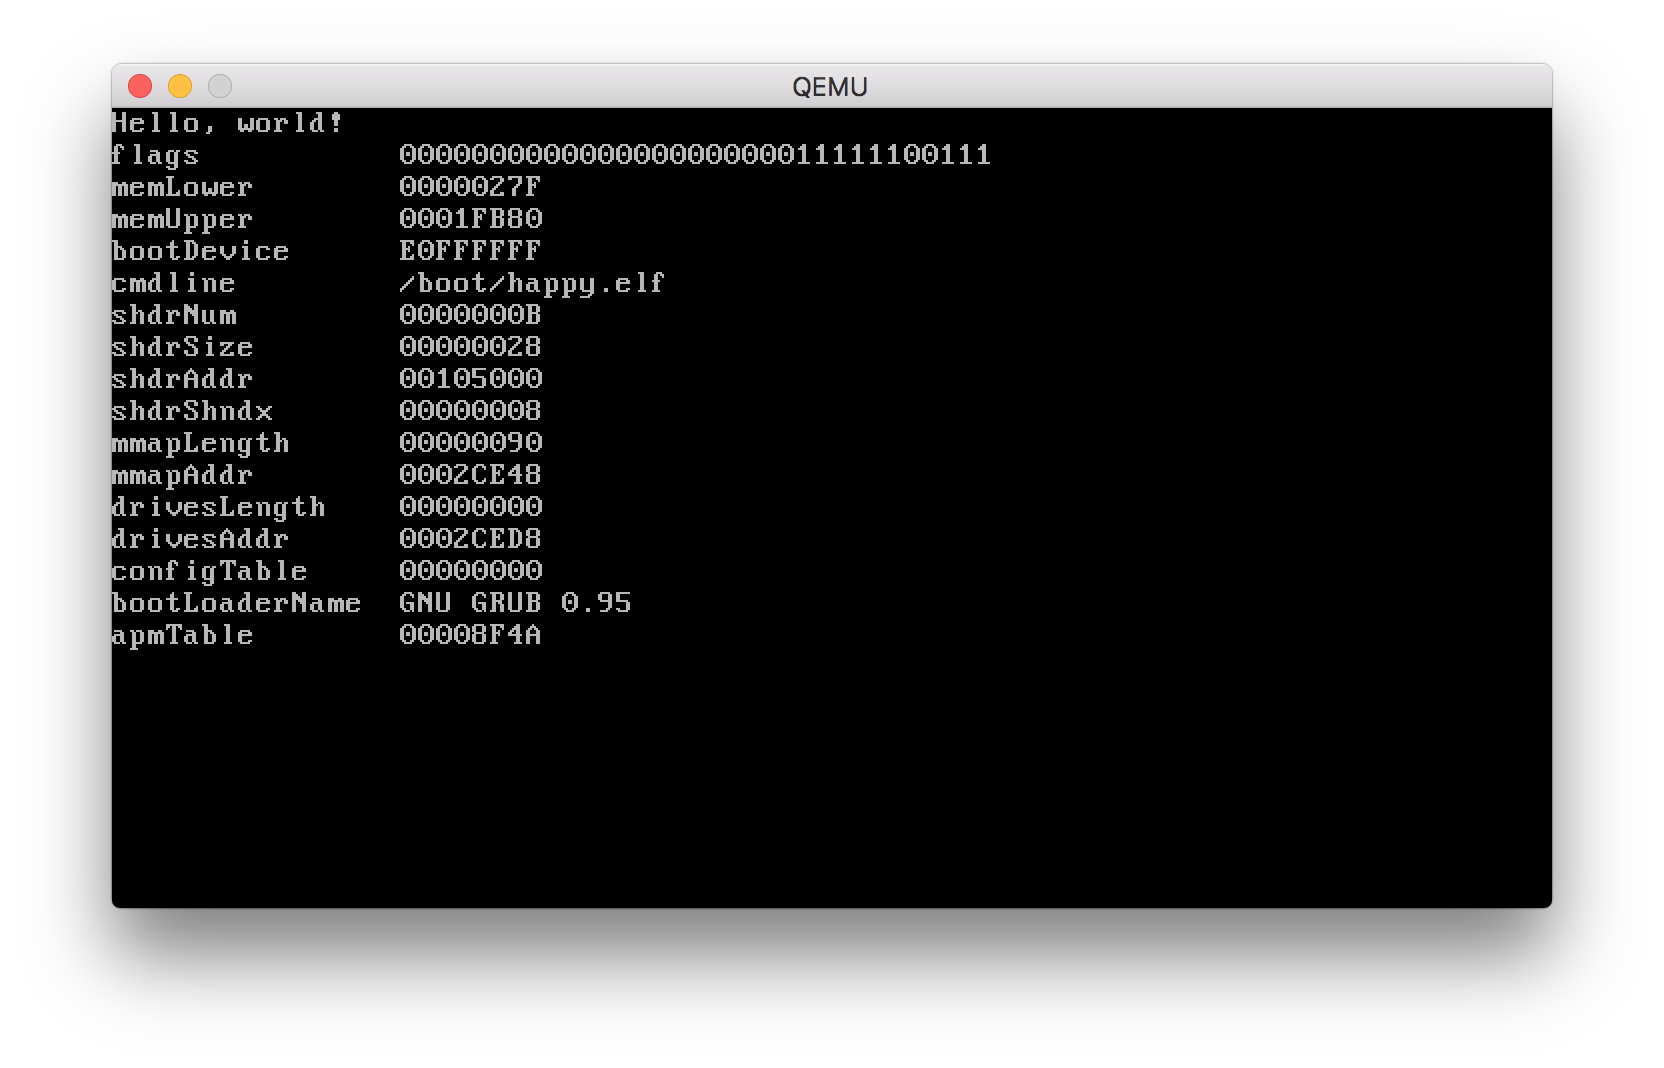 QEMU
Hello, world!
flags 000000000000000000000011111100111
memLower 0000027F
memUpper 0001FB80
bootDevice E0FFFFFF
cmdline /boot/happy.elf
shdrNum 0000000B
shdrSize 00000028
shdrAddr 00105000
shdrShndx 00000008
mmapLength 00000090
mmapAddr 0002CE48
drivesLength 00000000
drivesAddr 0002CED8
configTable 00000000
bootLoaderName GNU GRUB 0.95
apmTable 00008F4A